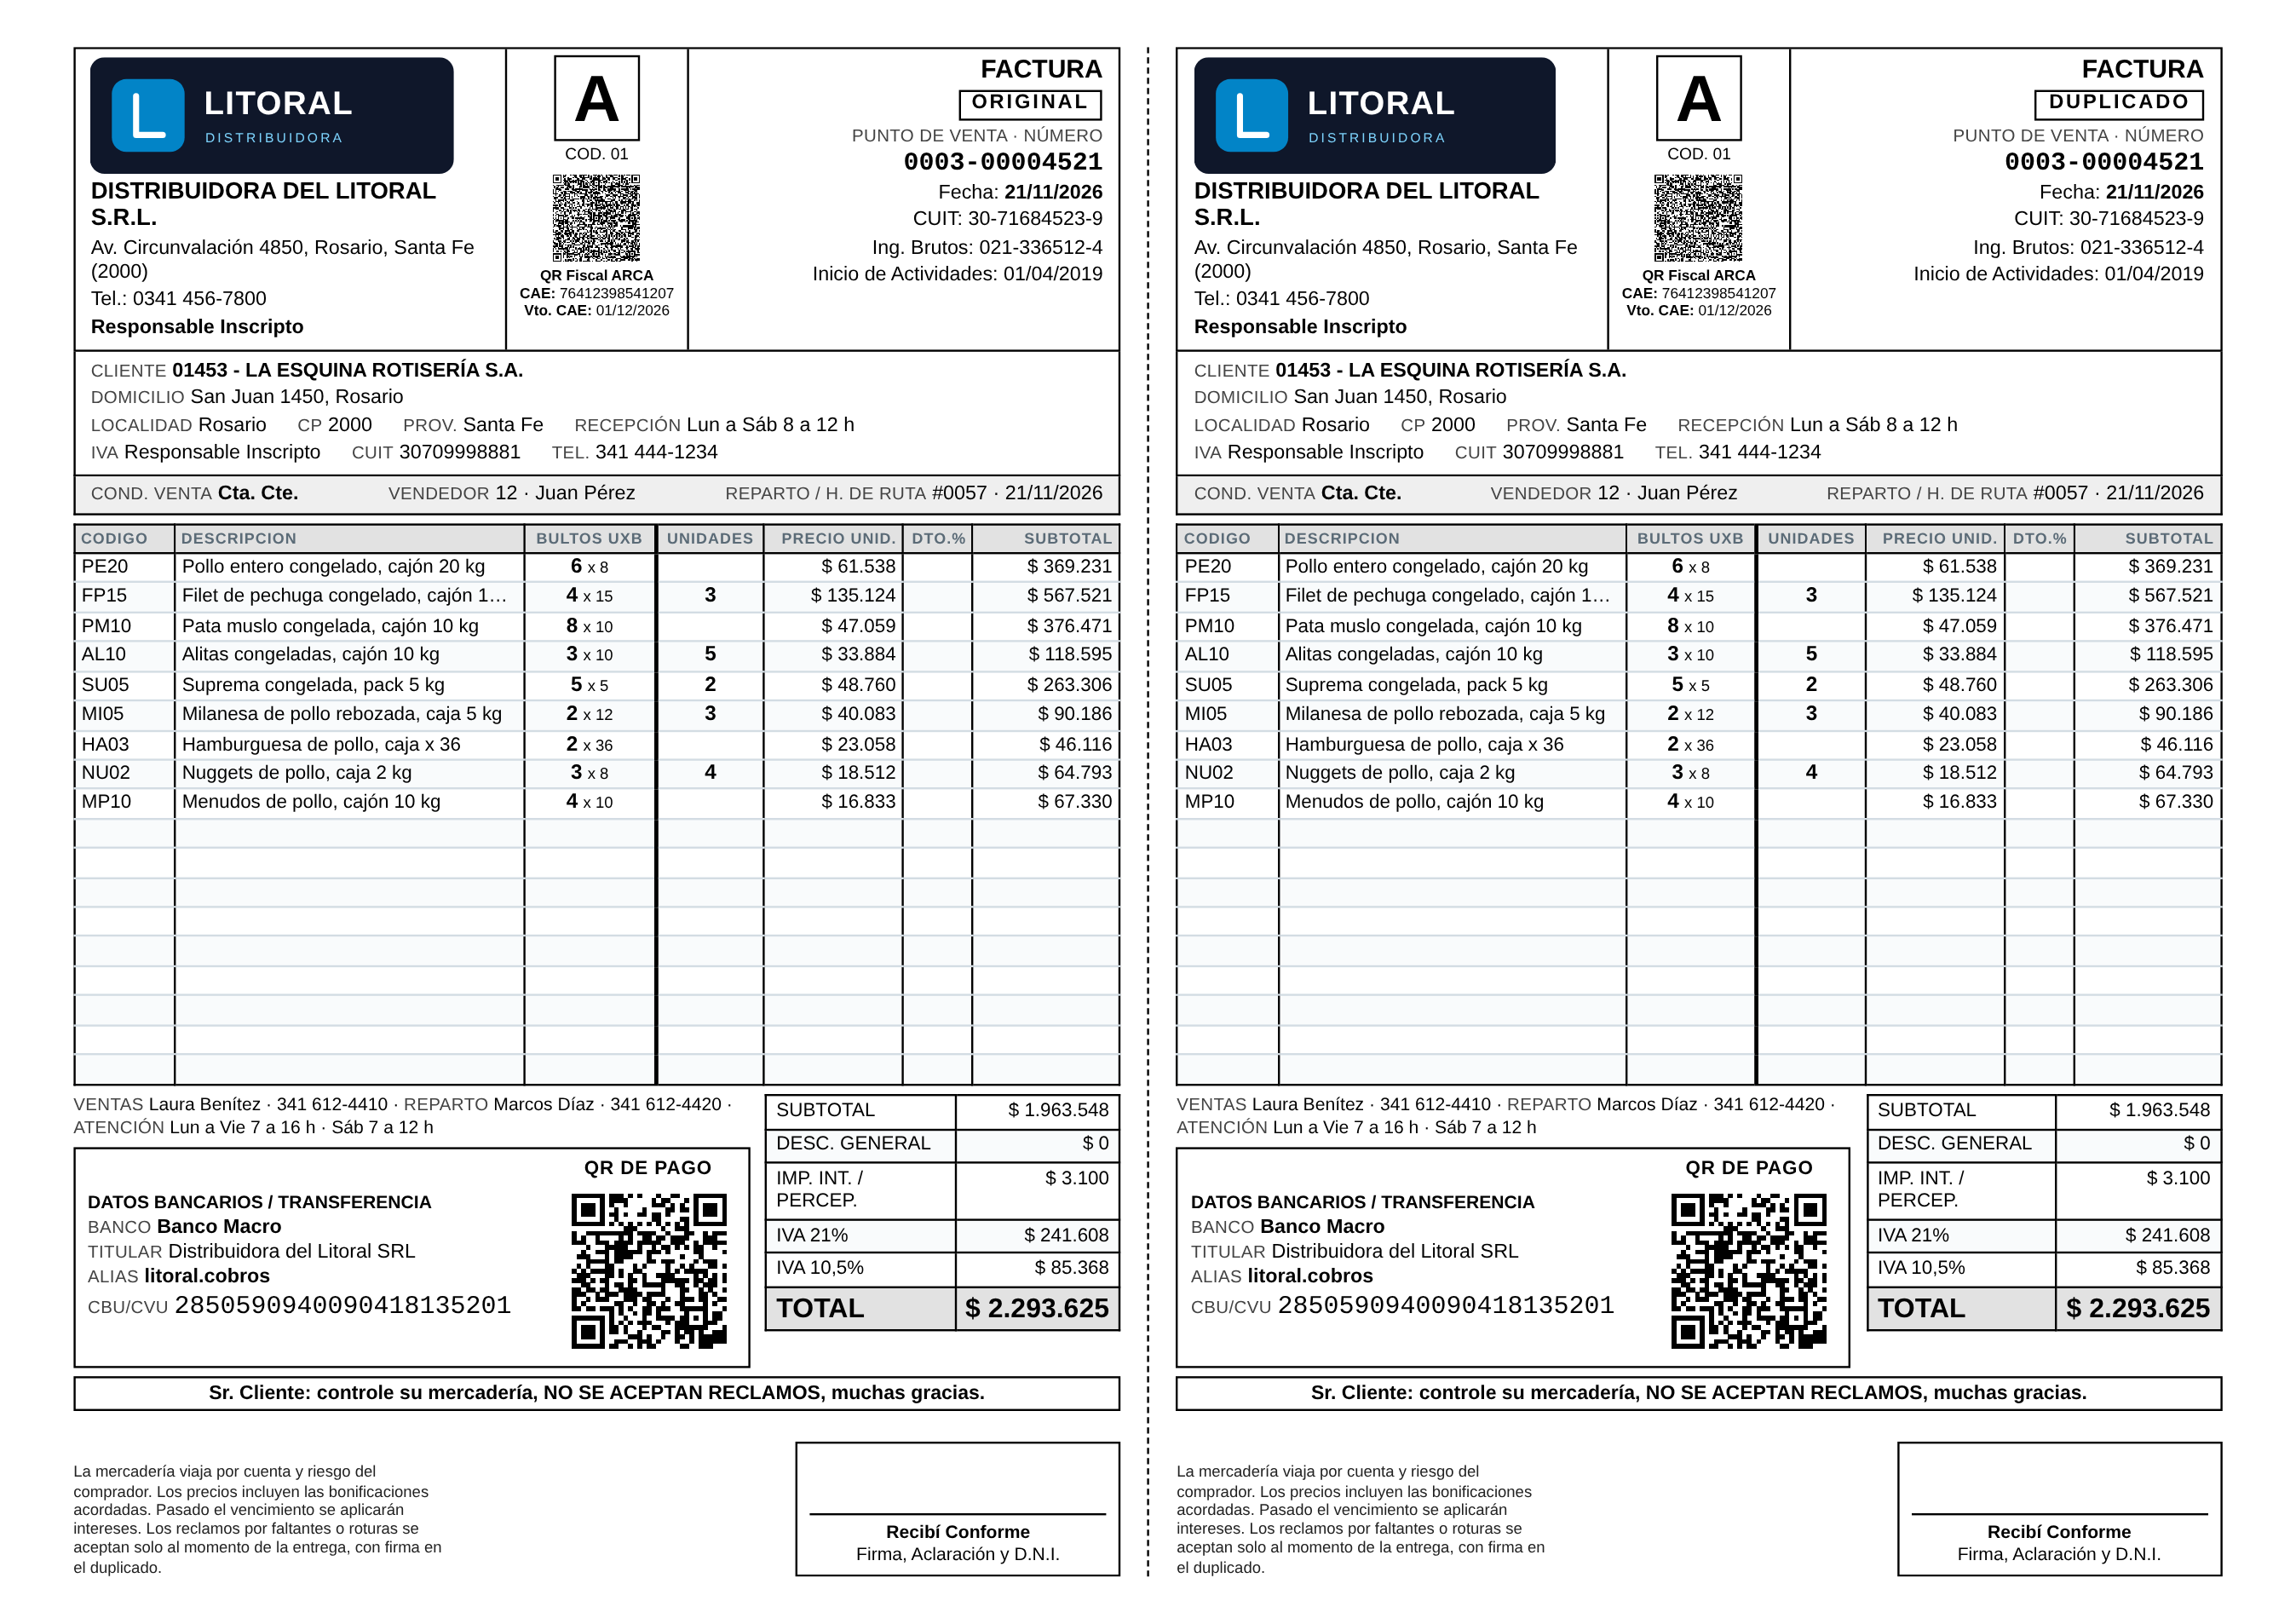 LITORAL
DISTRIBUIDORA
DISTRIBUIDORA DEL LITORAL
S.R.L.
Av. Circunvalación 4850, Rosario, Santa Fe
(2000)
Tel.: 0341 456-7800
Responsable Inscripto
A
COD. 01
QR Fiscal ARCA
CAE: 76412398541207
Vto. CAE: 01/12/2026
FACTURA
ORIGINAL
PUNTO DE VENTA · NÚMERO
0003-00004521
Fecha: 21/11/2026
CUIT: 30-71684523-9
Ing. Brutos: 021-336512-4
Inicio de Actividades: 01/04/2019
CLIENTE 01453 - LA ESQUINA ROTISERÍA S.A.
DOMICILIO San Juan 1450, Rosario
LOCALIDAD Rosario CP 2000 PROV. Santa Fe RECEPCIÓN Lun a Sáb 8 a 12 h
IVA Responsable Inscripto CUIT 30709998881 TEL. 341 444-1234
COND. VENTA Cta. Cte. VENDEDOR 12 · Juan Pérez REPARTO / H. DE RUTA #0057 · 21/11/2026
CODIGO DESCRIPCION BULTOS UXB UNIDADES PRECIO UNID. DTO.% SUBTOTAL
PE20 Pollo entero congelado, cajón 20 kg 6 x 8 $ 61.538 $ 369.231
FP15 Filet de pechuga congelado, cajón 1… 4 x 15 3 $ 135.124 $ 567.521
PM10 Pata muslo congelada, cajón 10 kg 8 x 10 $ 47.059 $ 376.471
AL10 Alitas congeladas, cajón 10 kg 3 x 10 5 $ 33.884 $ 118.595
SU05 Suprema congelada, pack 5 kg 5 x 5 2 $ 48.760 $ 263.306
MI05 Milanesa de pollo rebozada, caja 5 kg 2 x 12 3 $ 40.083 $ 90.186
HA03 Hamburguesa de pollo, caja x 36 2 x 36 $ 23.058 $ 46.116
NU02 Nuggets de pollo, caja 2 kg 3 x 8 4 $ 18.512 $ 64.793
MP10 Menudos de pollo, cajón 10 kg 4 x 10 $ 16.833 $ 67.330
VENTAS Laura Benítez · 341 612-4410 · REPARTO Marcos Díaz · 341 612-4420 ·
ATENCIÓN Lun a Vie 7 a 16 h · Sáb 7 a 12 h
DATOS BANCARIOS / TRANSFERENCIA
BANCO Banco Macro
TITULAR Distribuidora del Litoral SRL
ALIAS litoral.cobros
CBU/CVU 2850590940090418135201
QR DE PAGO
SUBTOTAL $ 1.963.548
DESC. GENERAL $ 0
IMP. INT. / $ 3.100
PERCEP.
IVA 21% $ 241.608
IVA 10,5% $ 85.368
TOTAL $ 2.293.625
Sr. Cliente: controle su mercadería, NO SE ACEPTAN RECLAMOS, muchas gracias.
La mercadería viaja por cuenta y riesgo del
comprador. Los precios incluyen las bonificaciones
acordadas. Pasado el vencimiento se aplicarán
intereses. Los reclamos por faltantes o roturas se
aceptan solo al momento de la entrega, con firma en
el duplicado.
Recibí Conforme
Firma, Aclaración y D.N.I.
LITORAL
DISTRIBUIDORA
DISTRIBUIDORA DEL LITORAL
S.R.L.
Av. Circunvalación 4850, Rosario, Santa Fe
(2000)
Tel.: 0341 456-7800
Responsable Inscripto
A
COD. 01
QR Fiscal ARCA
CAE: 76412398541207
Vto. CAE: 01/12/2026
FACTURA
DUPLICADO
PUNTO DE VENTA · NÚMERO
0003-00004521
Fecha: 21/11/2026
CUIT: 30-71684523-9
Ing. Brutos: 021-336512-4
Inicio de Actividades: 01/04/2019
CLIENTE 01453 - LA ESQUINA ROTISERÍA S.A.
DOMICILIO San Juan 1450, Rosario
LOCALIDAD Rosario CP 2000 PROV. Santa Fe RECEPCIÓN Lun a Sáb 8 a 12 h
IVA Responsable Inscripto CUIT 30709998881 TEL. 341 444-1234
COND. VENTA Cta. Cte. VENDEDOR 12 · Juan Pérez REPARTO / H. DE RUTA #0057 · 21/11/2026
CODIGO DESCRIPCION BULTOS UXB UNIDADES PRECIO UNID. DTO.% SUBTOTAL
PE20 Pollo entero congelado, cajón 20 kg 6 x 8 $ 61.538 $ 369.231
FP15 Filet de pechuga congelado, cajón 1… 4 x 15 3 $ 135.124 $ 567.521
PM10 Pata muslo congelada, cajón 10 kg 8 x 10 $ 47.059 $ 376.471
AL10 Alitas congeladas, cajón 10 kg 3 x 10 5 $ 33.884 $ 118.595
SU05 Suprema congelada, pack 5 kg 5 x 5 2 $ 48.760 $ 263.306
MI05 Milanesa de pollo rebozada, caja 5 kg 2 x 12 3 $ 40.083 $ 90.186
HA03 Hamburguesa de pollo, caja x 36 2 x 36 $ 23.058 $ 46.116
NU02 Nuggets de pollo, caja 2 kg 3 x 8 4 $ 18.512 $ 64.793
MP10 Menudos de pollo, cajón 10 kg 4 x 10 $ 16.833 $ 67.330
VENTAS Laura Benítez · 341 612-4410 · REPARTO Marcos Díaz · 341 612-4420 ·
ATENCIÓN Lun a Vie 7 a 16 h · Sáb 7 a 12 h
DATOS BANCARIOS / TRANSFERENCIA
BANCO Banco Macro
TITULAR Distribuidora del Litoral SRL
ALIAS litoral.cobros
CBU/CVU 2850590940090418135201
QR DE PAGO
SUBTOTAL $ 1.963.548
DESC. GENERAL $ 0
IMP. INT. / $ 3.100
PERCEP.
IVA 21% $ 241.608
IVA 10,5% $ 85.368
TOTAL $ 2.293.625
Sr. Cliente: controle su mercadería, NO SE ACEPTAN RECLAMOS, muchas gracias.
La mercadería viaja por cuenta y riesgo del
comprador. Los precios incluyen las bonificaciones
acordadas. Pasado el vencimiento se aplicarán
intereses. Los reclamos por faltantes o roturas se
aceptan solo al momento de la entrega, con firma en
el duplicado.
Recibí Conforme
Firma, Aclaración y D.N.I.